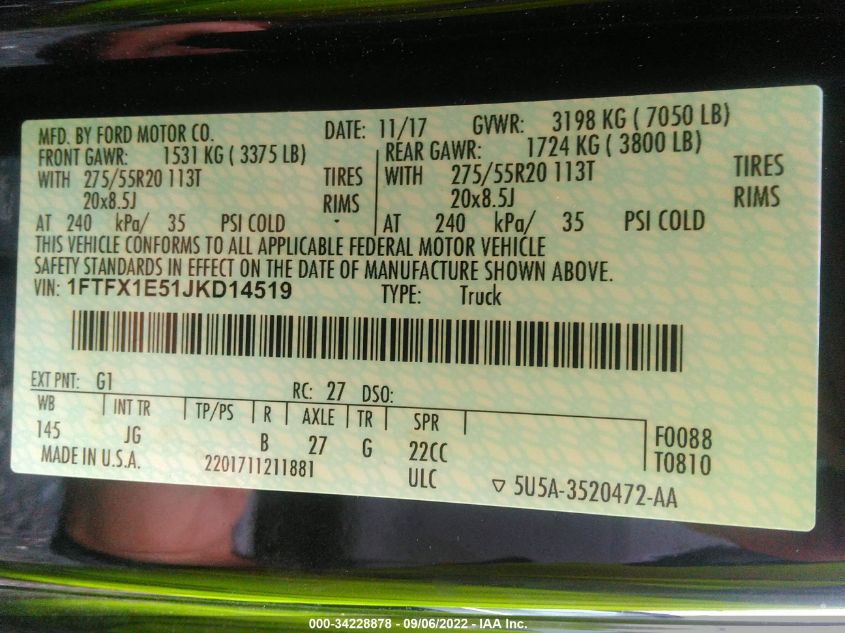 MFD. BY FORD MOTOR CO. DATE: 11/17 GVWR: 3198 KG ( 7050 LB)
FRONT GAWR: 1531 KG ( 3375 LB) REAR GAWR: 1724 KG ( 3800 LB)
WITH 275/55R20 113T TIRES WITH 275/55R20 113T TIRES
20x8.5J RIMS 20x8.5J RIMS
AT 240 kPa/ 35 PSI COLD AT 240 kPa/ 35 PSI COLD
THIS VEHICLE CONFORMS TO ALL APPLICABLE FEDERAL MOTOR VEHICLE
SAFETY STANDARDS IN EFFECT ON THE DATE OF MANUFACTURE SHOWN ABOVE.
VIN: 1FTFX1E51JKD14519 TYPE: Truck
EXT PNT: G1 RC: 27 DSO:
WB INT TR TP/PS R AXLE TR SPR
145 JG B 27 G 22CC F0088
MADE IN U.S.A. 2201711211881 ULC T0810
▽ 5U5A-3520472-AA
000-34228878 - 09/06/2022 - IAA Inc.